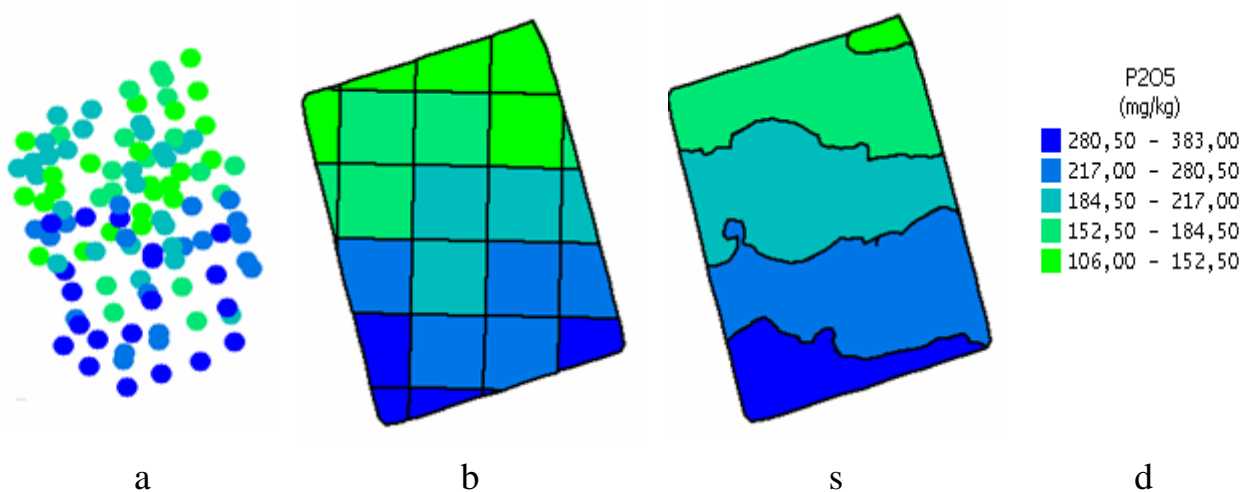 P2O5
(mg/kg)
280,50 - 383,00
217,00 - 280,50
184,50 - 217,00
152,50 - 184,50
106,00 - 152,50
a b s d